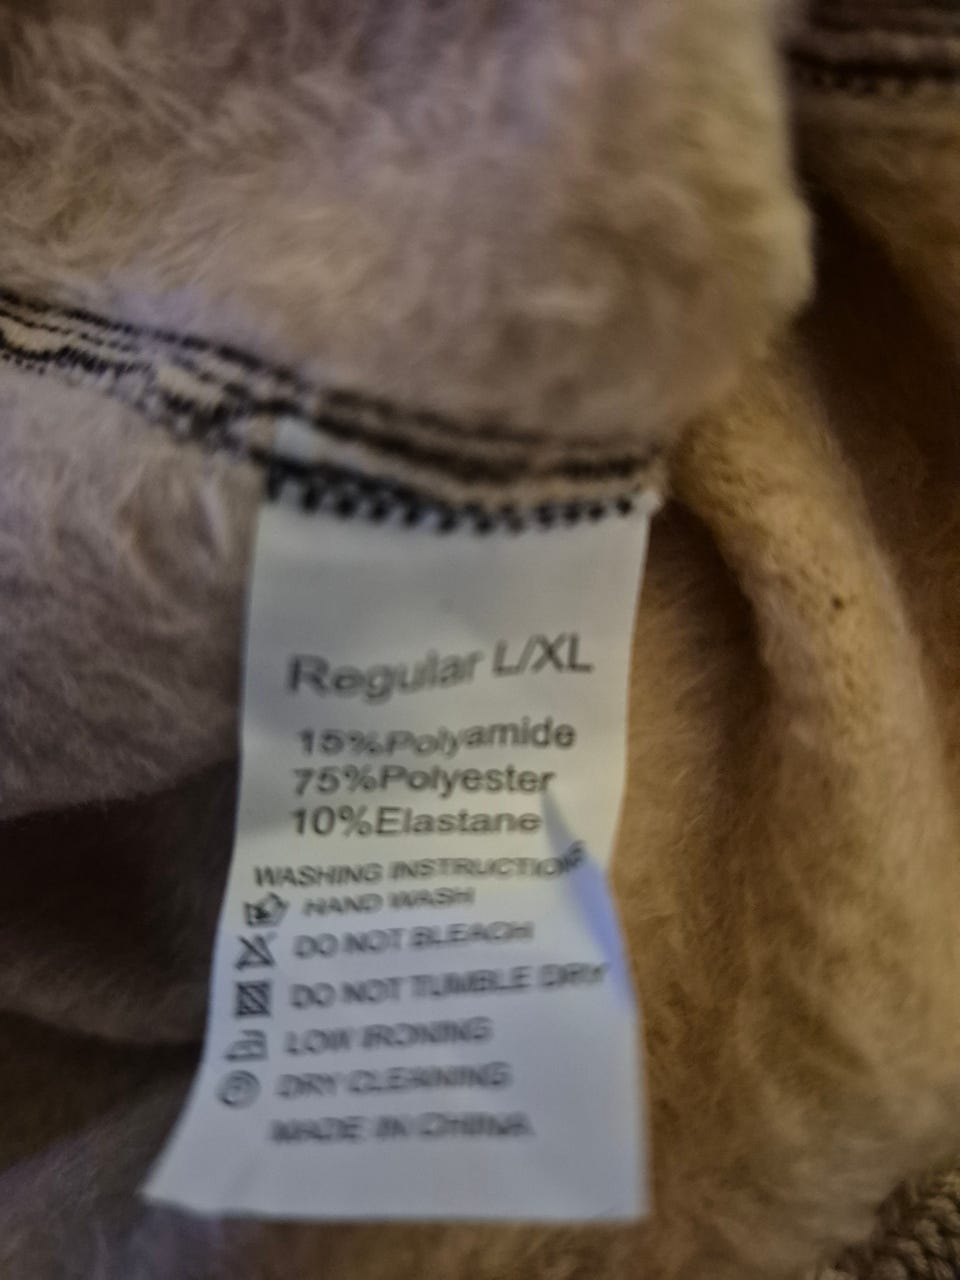 Regular L/XL
15%Polyamide
75%Polyester
10%Elastane
WASHING INSTRUCTIONS
HAND WASH
DO NOT BLEACH
DO NOT TUMBLE DRY
LOW IRONING
DRY CLEANING
MADE IN CHINA